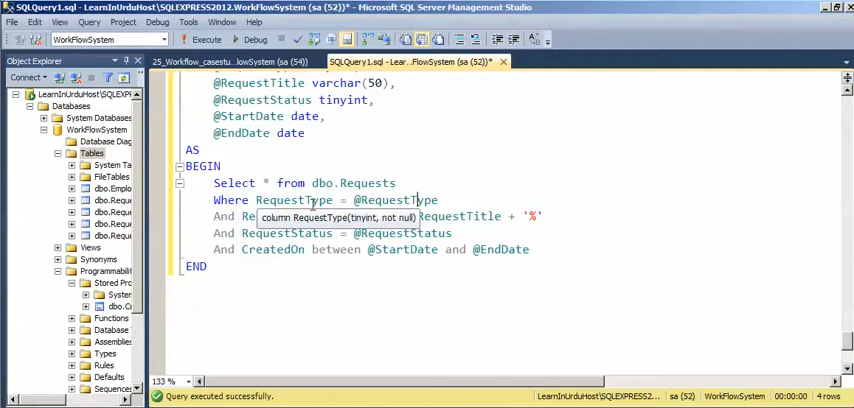 SQLQuery1.sql - LearnInUrduHost\SQLEXPRESS2012.WorkFlowSystem (sa (52))* - Microsoft SQL Server Management Studio
File Edit View Query Project Debug Tools Window Help
WorkFlowSystem Execute Debug
Object Explorer
25_Workflow_casestu...lowSystem (sa (54))
SQLQuery1.sql - Lear...FlowSystem (sa (52))*
Connect
LearnInUrduHost\SQLEXPRES
Databases
System Databases
WorkFlowSystem
Database Diag
Tables
System Ta
FileTables
dbo.Emplo
dbo.Reque
dbo.Reque
dbo.Reque
Views
Synonyms
Programmabilit
Stored Pro
System
dbo.C
Functions
Database
Assemblies
Types
Rules
Defaults
Sequences
@RequestTitle varchar(50),
@RequestStatus tinyint,
@StartDate date,
@EndDate date
AS
BEGIN
Select * from dbo.Requests
Where RequestType = @RequestType
And Re RequestTitle + '%'
column RequestType(tinyint, not null)
And RequestStatus = @RequestStatus
And CreatedOn between @StartDate and @EndDate
END
133 %
Query executed successfully.
LearnInUrduHost\SQLEXPRESS2... sa (52) WorkFlowSystem 00:00:00 4 rows